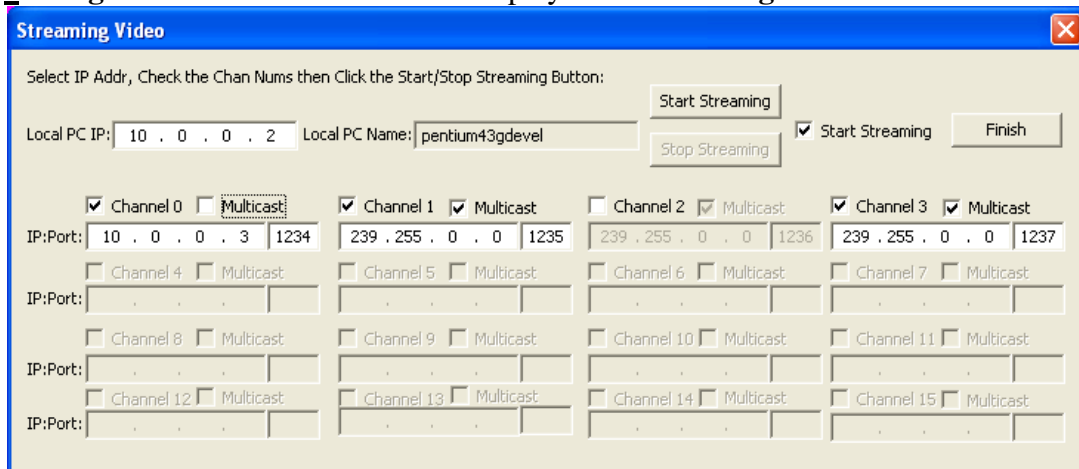 Streaming Video
Select IP Addr, Check the Chan Nums then Click the Start/Stop Streaming Button:
Start Streaming
Local PC IP: 10 . 0 . 0 . 2 Local PC Name: pentium43gdevel Start Streaming Finish
Stop Streaming
Channel 0 Multicast Channel 1 Multicast Channel 2 Multicast Channel 3 Multicast
IP:Port: 10 . 0 . 0 . 3 1234 239 . 255 . 0 . 0 1235 239 . 255 . 0 . 0 1236 239 . 255 . 0 . 0 1237
Channel 4 Multicast Channel 5 Multicast Channel 6 Multicast Channel 7 Multicast
IP:Port: . . . . . . . . . . . .
Channel 8 Multicast Channel 9 Multicast Channel 10 Multicast Channel 11 Multicast
IP:Port: . . . . . . . . . . . .
Channel 12 Multicast Channel 13 Multicast Channel 14 Multicast Channel 15 Multicast
IP:Port: . . . . . . . . . . . .